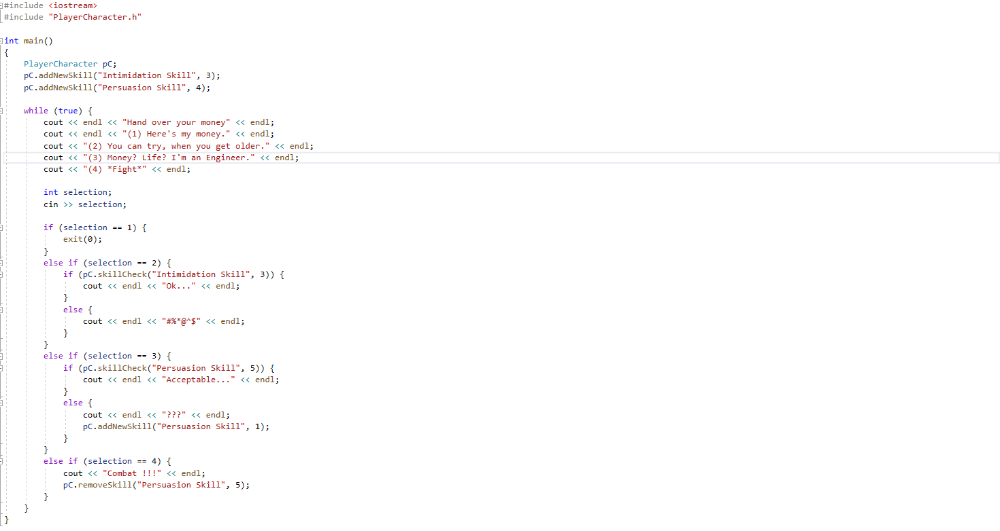 #include <iostream>
#include "PlayerCharacter.h"
int main()
{
PlayerCharacter pC;
pC.addNewSkill("Intimidation Skill", 3);
pC.addNewSkill("Persuasion Skill", 4);
while (true) {
cout << endl << "Hand over your money" << endl;
cout << endl << "(1) Here's my money." << endl;
cout << "(2) You can try, when you get older." << endl;
cout << "(3) Money? Life? I'm an Engineer." << endl;
cout << "(4) *Fight*" << endl;
int selection;
cin >> selection;
if (selection == 1) {
exit(0);
}
else if (selection == 2) {
if (pC.skillCheck("Intimidation Skill", 3)) {
cout << endl << "Ok..." << endl;
}
else {
cout << endl << "#%*@^$" << endl;
}
}
else if (selection == 3) {
if (pC.skillCheck("Persuasion Skill", 5)) {
cout << endl << "Acceptable..." << endl;
}
else {
cout << endl << "???" << endl;
pC.addNewSkill("Persuasion Skill", 1);
}
}
else if (selection == 4) {
cout << "Combat !!!" << endl;
pC.removeSkill("Persuasion Skill", 5);
}
}
}